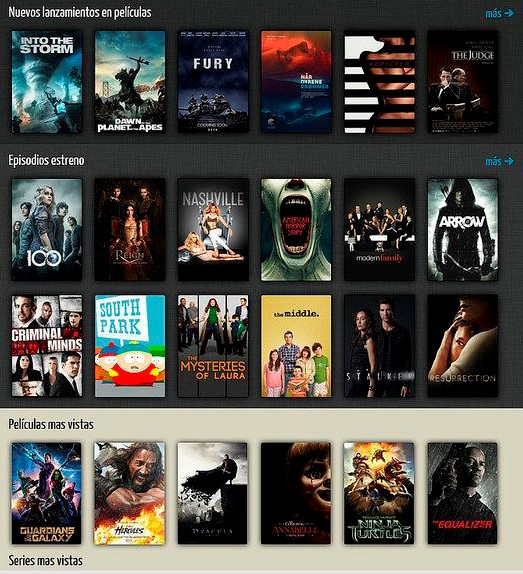 Nuevos lanzamientos en películas
más →
INTO THE
STORM
DAWN
OF THE
PLANET OF THE APES
FURY
COMING SOON
NÅR
DYRENE
DRØMMER
THE JUDGE
Episodios estreno
más →
THE
100
REIGN
NASHVILLE
AMERICAN
HORROR
STORY
modern family
ARROW
CRIMINAL
MINDS
SOUTH
PARK
THE
MYSTERIES
OF LAURA
the middle.
STALKER
RESURRECTION
Películas mas vistas
GUARDIANS
OF THE
GALAXY
HERCULES
DRACULA
ANNABELLE
NINJA
TURTLES
THE EQUALIZER
Series mas vistas